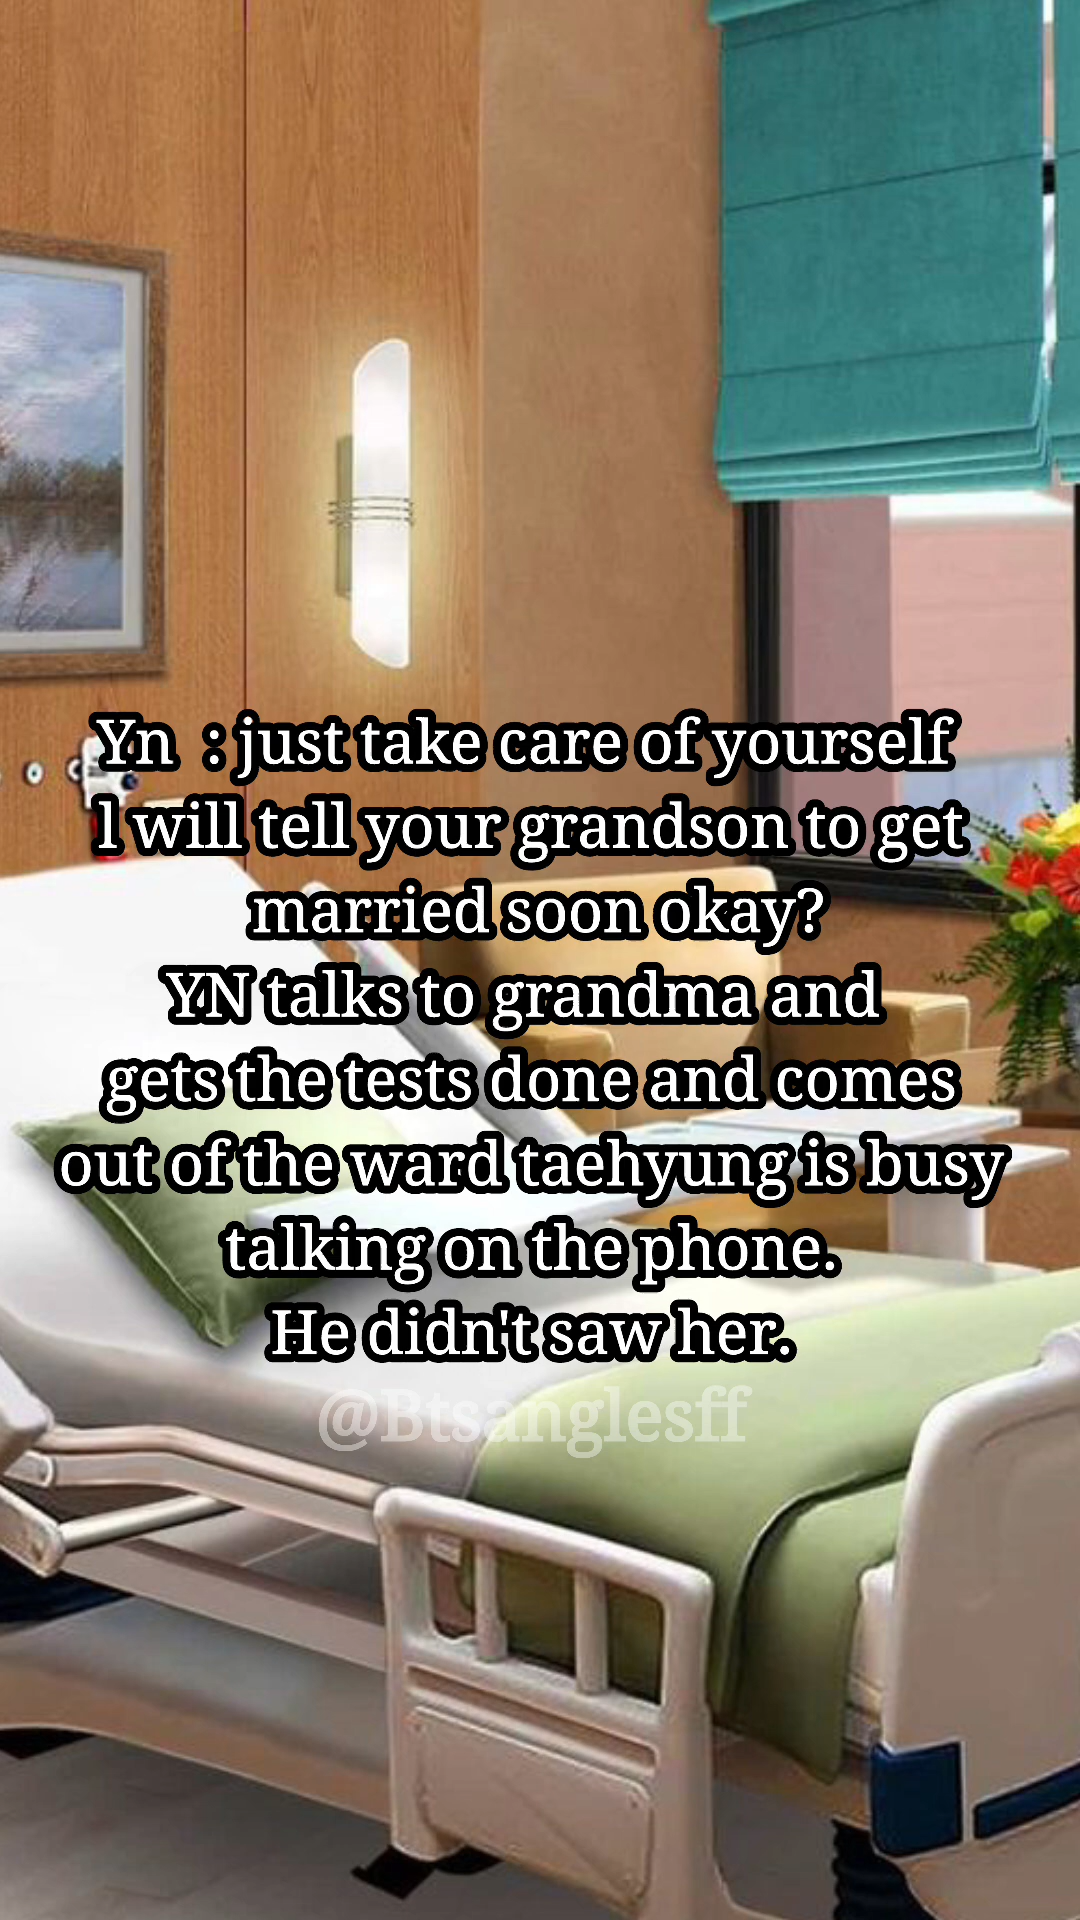 Yn : just take care of yourself
l will tell your grandson to get
married soon okay?
YN talks to grandma and
gets the tests done and comes
out of the ward taehyung is busy
talking on the phone.
He didn't saw her.
@Btsanglesff